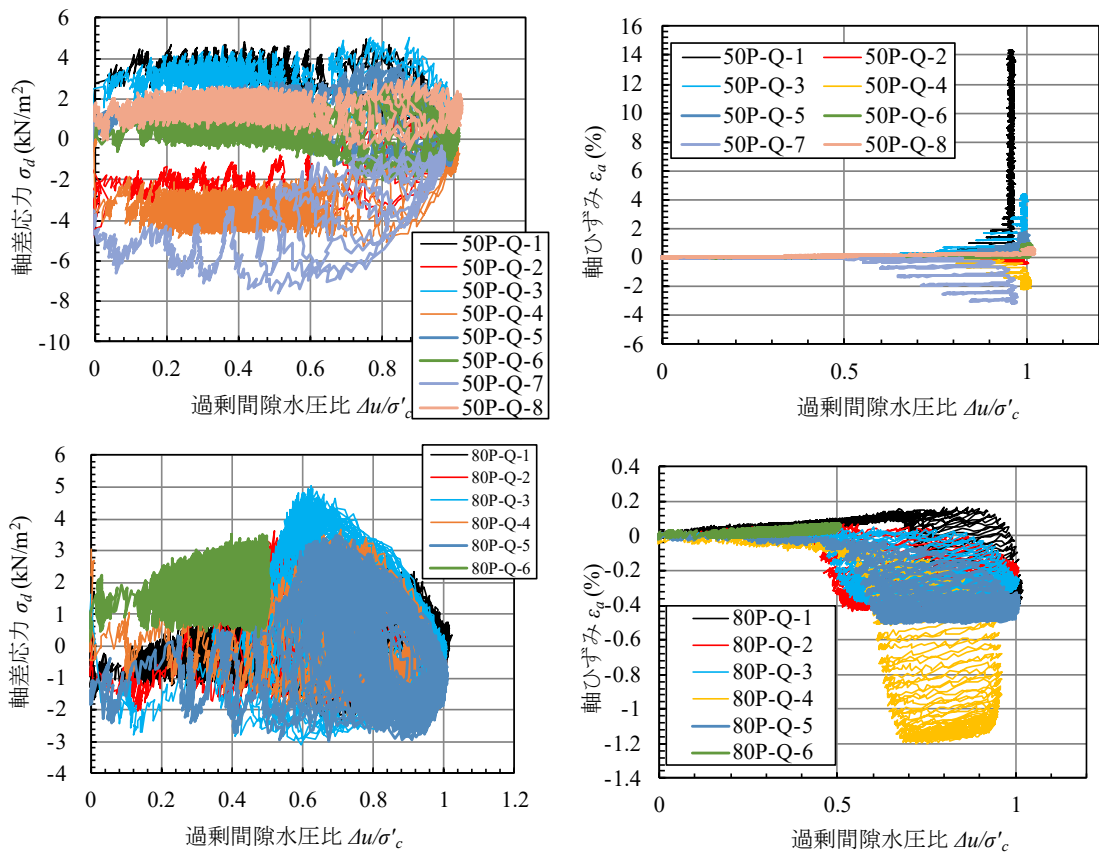 6
4
2
0
-2
-4
-6
-8
-10
0
0.2
0.4
0.6
0.8
軸差応力 σd (kN/m²)
過剰間隙水圧比 Δu/σ'c
50P-Q-1
50P-Q-2
50P-Q-3
50P-Q-4
50P-Q-5
50P-Q-6
50P-Q-7
50P-Q-8
16
14
12
10
8
6
4
2
0
-2
-4
-6
0
0.5
1
軸ひずみ εa (%)
過剰間隙水圧比 Δu/σ'c
50P-Q-1 50P-Q-2
50P-Q-3 50P-Q-4
50P-Q-5 50P-Q-6
50P-Q-7 50P-Q-8
6
5
4
3
2
1
0
-1
-2
-3
-4
0
0.2
0.4
0.6
0.8
1
1.2
軸差応力 σd (kN/m²)
過剰間隙水圧比 Δu/σ'c
80P-Q-1
80P-Q-2
80P-Q-3
80P-Q-4
80P-Q-5
80P-Q-6
0.4
0.2
0
-0.2
-0.4
-0.6
-0.8
-1
-1.2
-1.4
0
0.5
1
軸ひずみ εa (%)
過剰間隙水圧比 Δu/σ'c
80P-Q-1
80P-Q-2
80P-Q-3
80P-Q-4
80P-Q-5
80P-Q-6